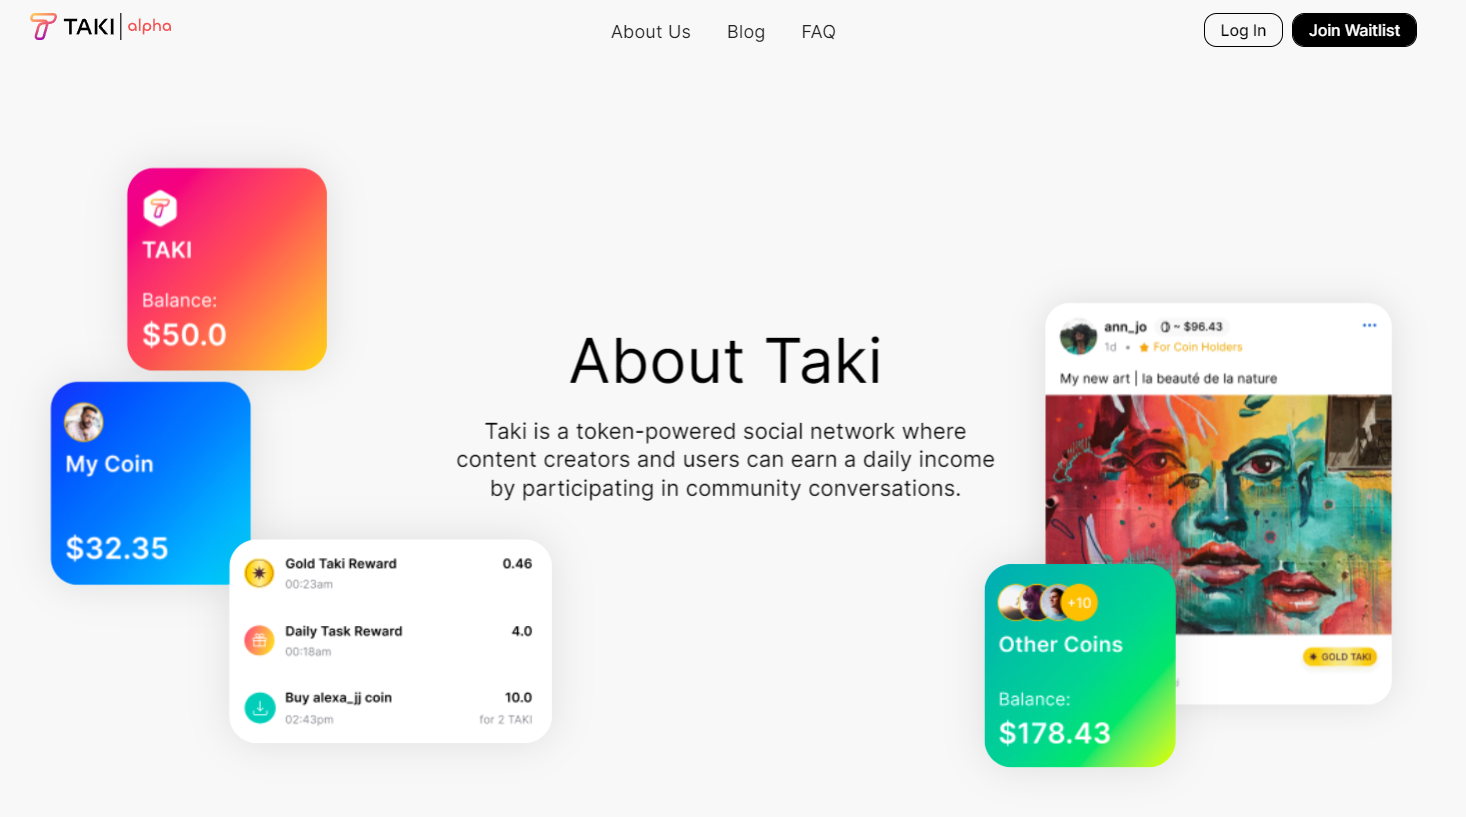 TAKI | alpha
About Us
Blog
FAQ
Log In
Join Waitlist
TAKI
Balance:
$50.0
My Coin
$32.35
Gold Taki Reward 0.46
00:23am
Daily Task Reward 4.0
00:18am
Buy alexa_jj coin 10.0
02:43pm for 2 TAKI
About Taki
Taki is a token-powered social network where
content creators and users can earn a daily income
by participating in community conversations.
ann_jo ~ $96.43
1d • For Coin Holders
My new art | la beauté de la nature
GOLD TAKI
+10
Other Coins
Balance:
$178.43